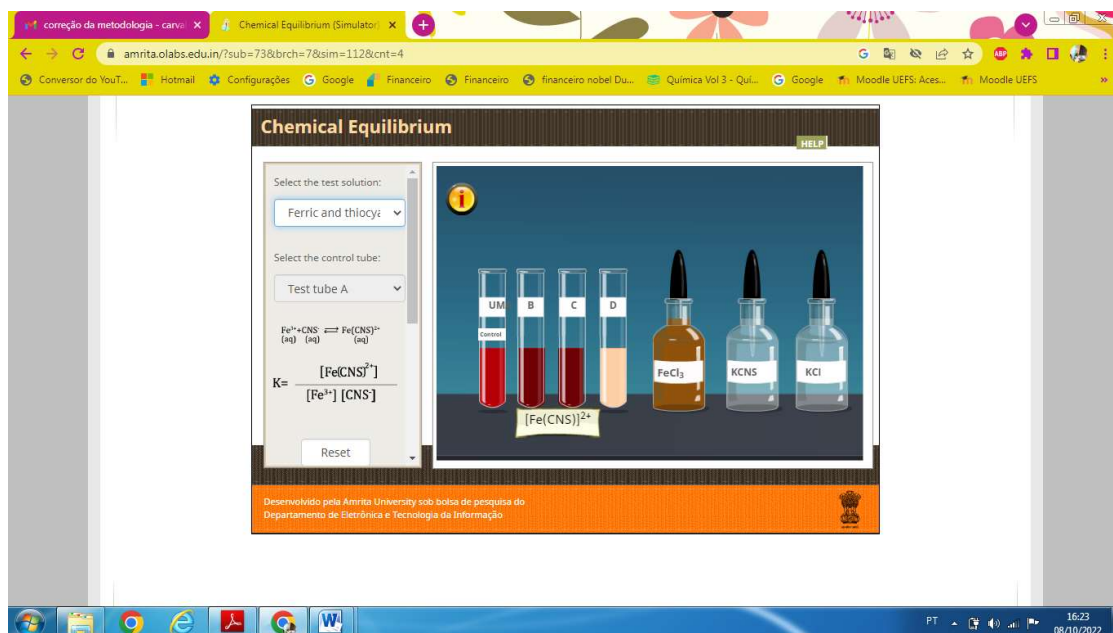 correção da metodologia - carval
Chemical Equilibrium (Simulator)
amrita.olabs.edu.in/?sub=73&brch=7&sim=112&cnt=4
Conversor do YouT... Hotmail Configurações Google Financeiro Financeiro financeiro nobel Du... Química Vol 3 - Quí... Google Moodle UEFS: Aces... Moodle UEFS
Chemical Equilibrium
HELP
Select the test solution:
Ferric and thiocya
Select the control tube:
Test tube A
Fe³⁺+CNS⁻ ⇌ Fe(CNS)²⁺
(aq) (aq) (aq)
K= [Fe(CNS)²⁺]
[Fe³⁺] [CNS⁻]
Reset
i
UM B C D
Control
[Fe(CNS)]²⁺
FeCl₃ KCNS KCl
Desenvolvido pela Amrita University sob bolsa de pesquisa do
Departamento de Eletrônica e Tecnologia da Informação
PT
16:23
08/10/2022